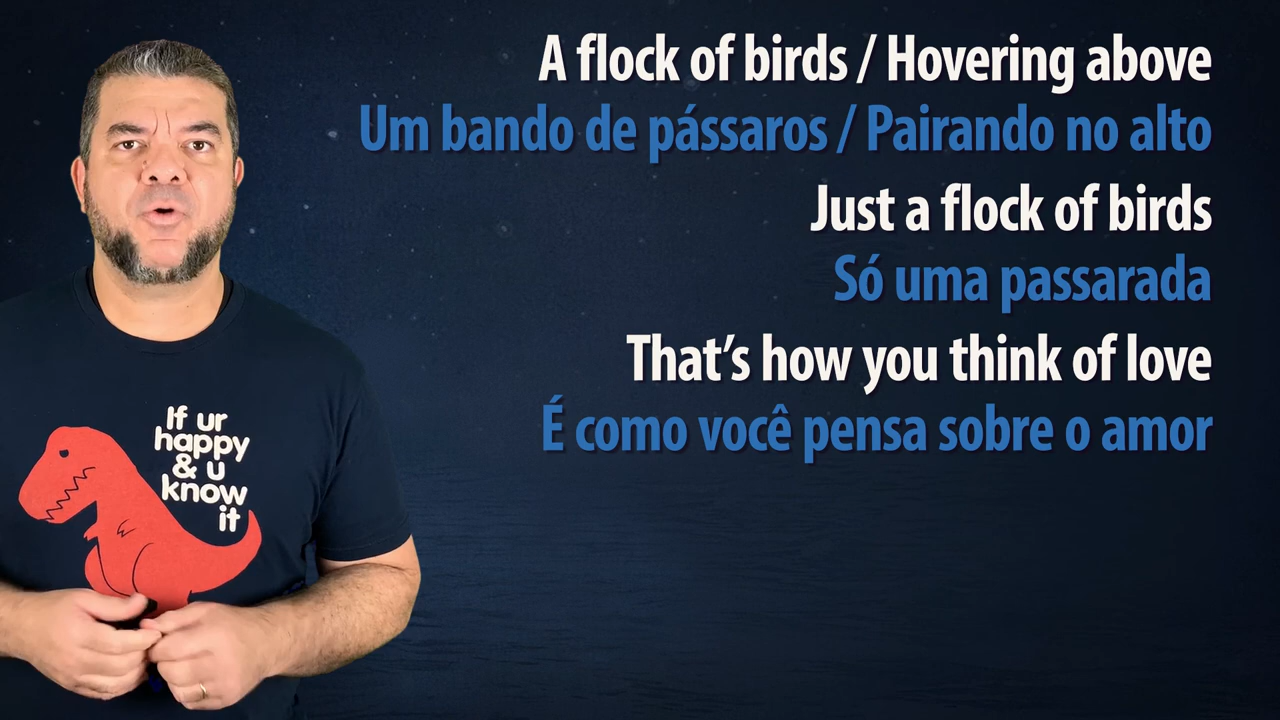 A flock of birds / Hovering above
Um bando de pássaros / Pairando no alto
Just a flock of birds
Só uma passarada
That's how you think of love
É como você pensa sobre o amor
If ur
happy
& u
know
it